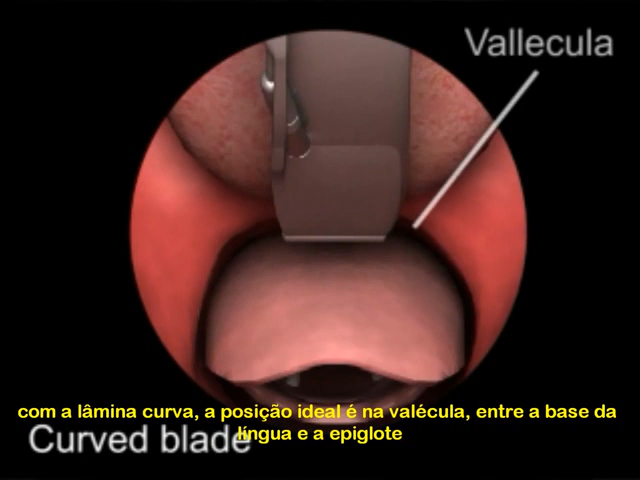 Vallecula
com a lâmina curva, a posição ideal é na valécula, entre a base da
língua e a epiglote
Curved blade